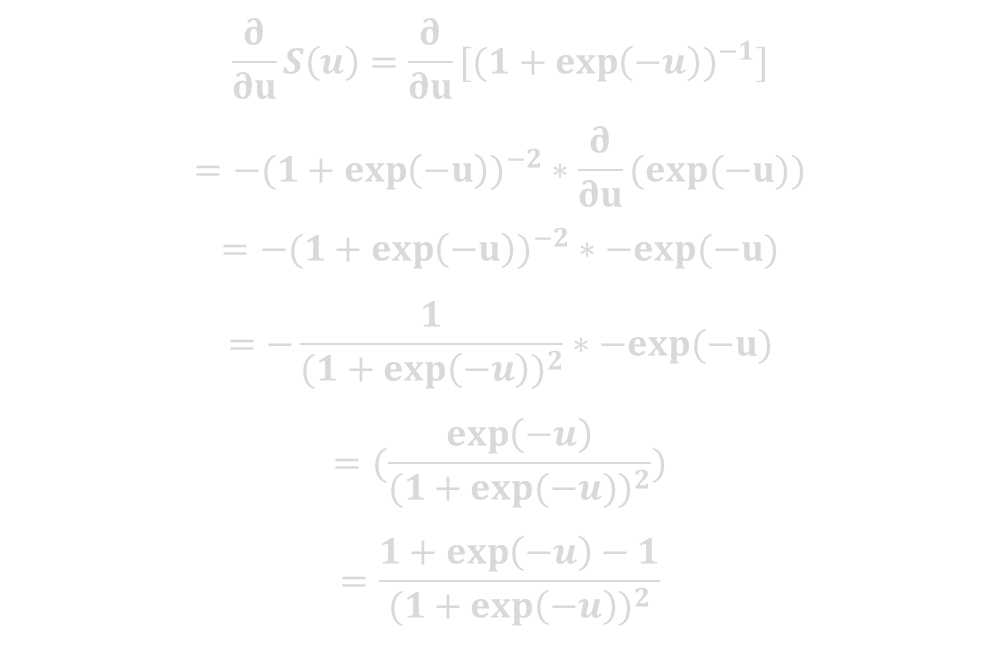 ∂/∂u S(u) = ∂/∂u [(1 + exp(−u))⁻¹]
= −(1 + exp(−u))⁻² * ∂/∂u (exp(−u))
= −(1 + exp(−u))⁻² * −exp(−u)
= − 1/(1 + exp(−u))² * −exp(−u)
= (exp(−u)/(1 + exp(−u))²)
= 1 + exp(−u) − 1/(1 + exp(−u))²